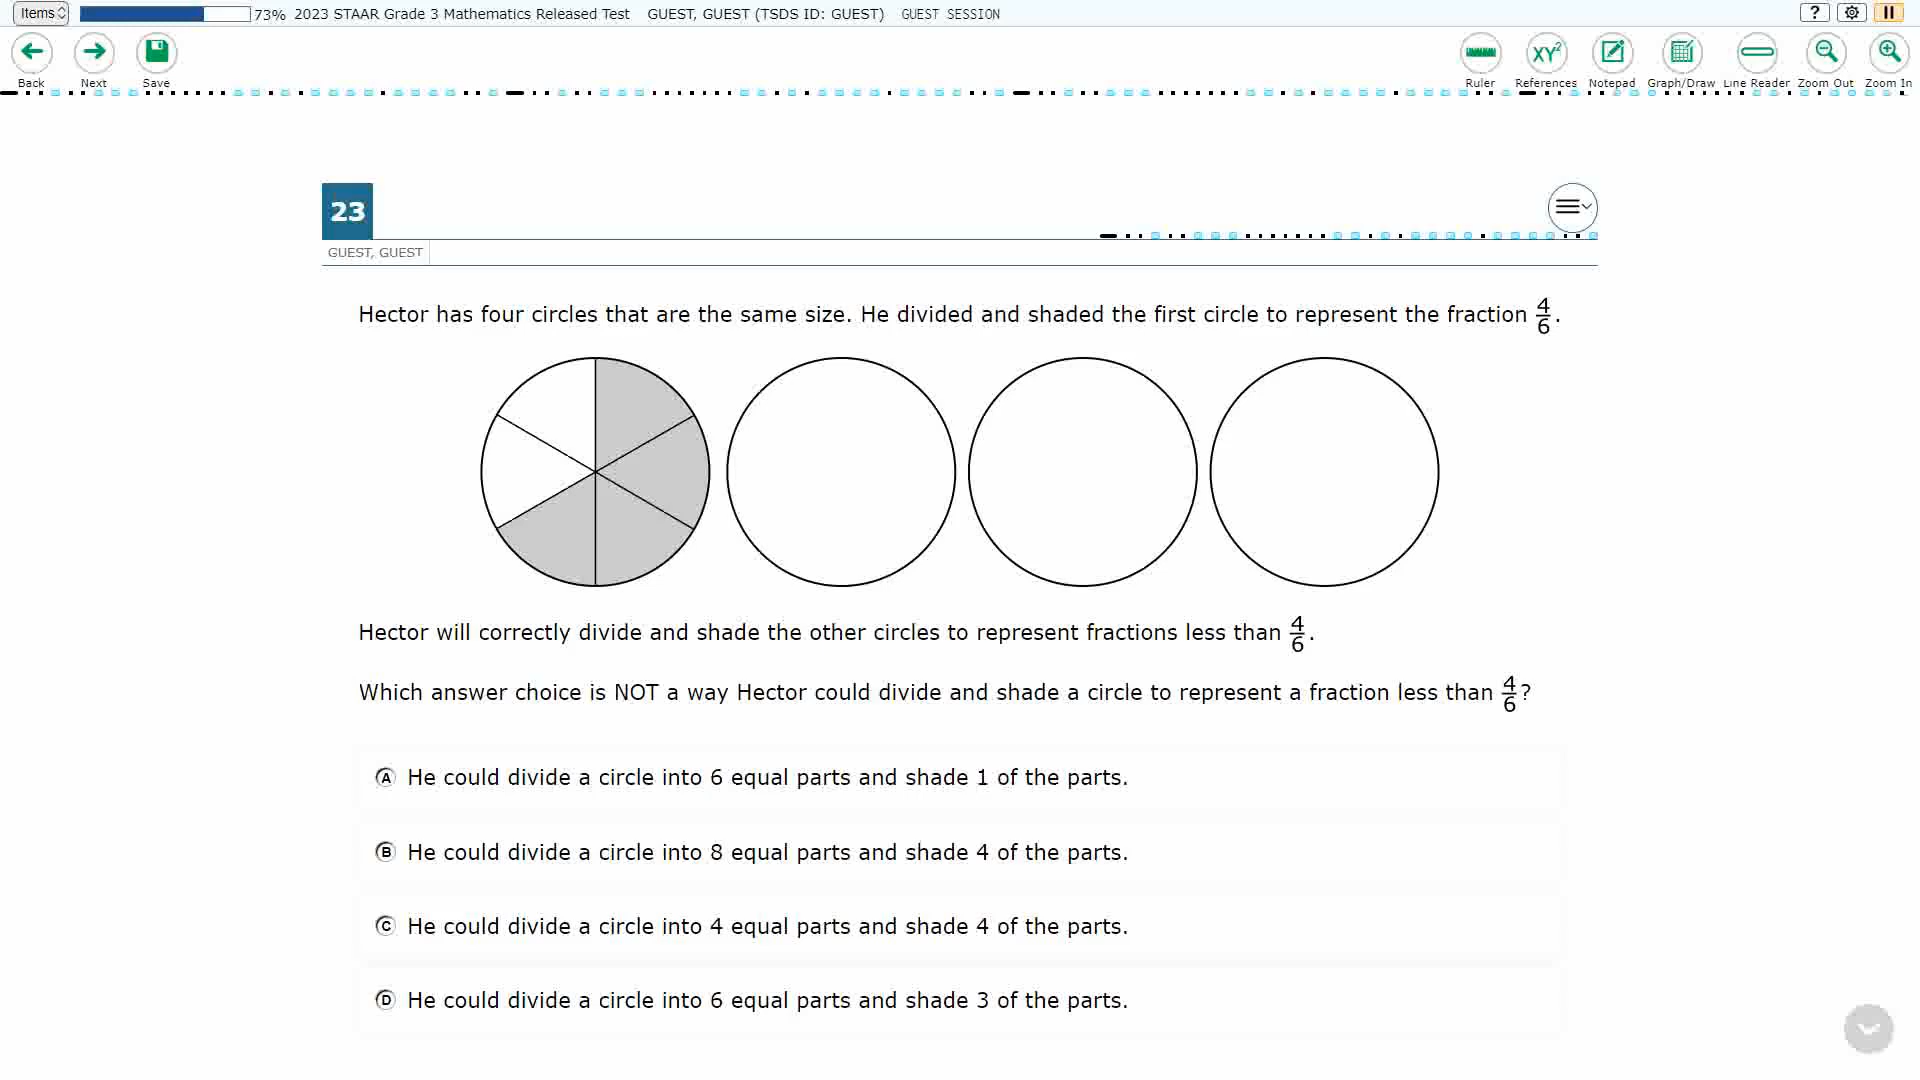 Items 73% 2023 STAAR Grade 3 Mathematics Released Test GUEST, GUEST (TSDS ID: GUEST) GUEST SESSION ?
Back Next Save Ruler XY² References Notepad Graph/Draw Line Reader Zoom Out Zoom In
23
GUEST, GUEST
Hector has four circles that are the same size. He divided and shaded the first circle to represent the fraction 4/6.
Hector will correctly divide and shade the other circles to represent fractions less than 4/6.
Which answer choice is NOT a way Hector could divide and shade a circle to represent a fraction less than 4/6?
A He could divide a circle into 6 equal parts and shade 1 of the parts.
B He could divide a circle into 8 equal parts and shade 4 of the parts.
C He could divide a circle into 4 equal parts and shade 4 of the parts.
D He could divide a circle into 6 equal parts and shade 3 of the parts.